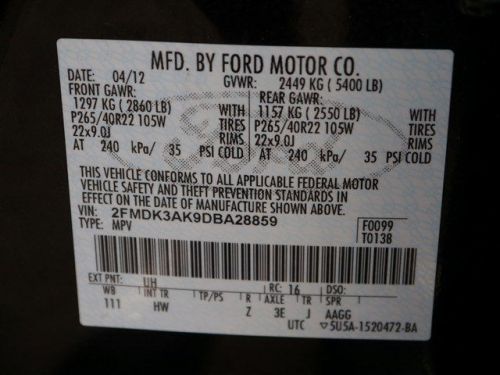 MFD. BY FORD MOTOR CO.
DATE: 04/12 GVWR: 2449 KG ( 5400 LB)
FRONT GAWR: REAR GAWR:
1297 KG ( 2860 LB) 1157 KG ( 2550 LB)
P265/40R22 105W TIRES P265/40R22 105W TIRES
22x9.0J RIMS 22x9.0J RIMS
AT 240 kPa/ 35 PSI COLD AT 240 kPa/ 35 PSI COLD
THIS VEHICLE CONFORMS TO ALL APPLICABLE FEDERAL MOTOR
VEHICLE SAFETY AND THEFT PREVENTION STANDARDS IN
EFFECT ON THE DATE OF MANUFACTURE SHOWN ABOVE.
VIN: 2FMDK3AK9DBA28859 F0099
TYPE: MPV T013B
EXT PNT: UH RC: 16 DSO:
WB INT TR TP/PS R AXLE TR SPR
111 HW Z 3E J AAGG
UTC ▽5U5A-1520472-BA